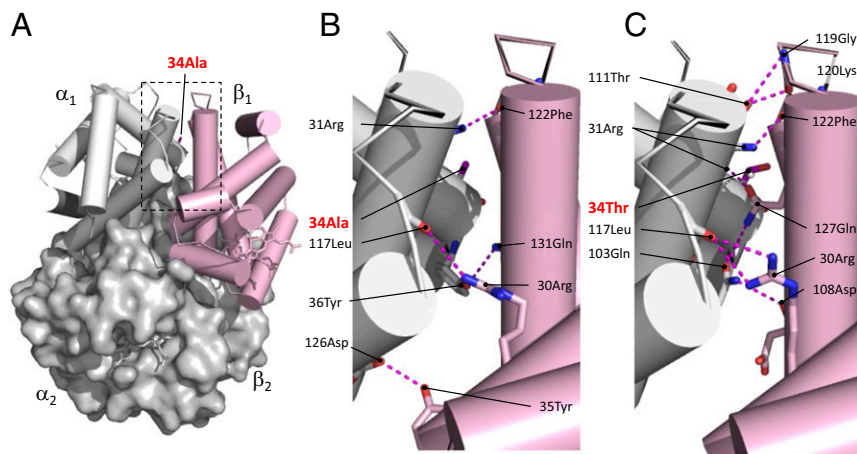 A
34Ala
α1
β1
α2
β2
B
31Arg
122Phe
34Ala
117Leu
131Gln
36Tyr
30Arg
126Asp
35Tyr
C
119Gly
120Lys
111Thr
31Arg
122Phe
34Thr
117Leu
127Gln
103Gln
30Arg
108Asp